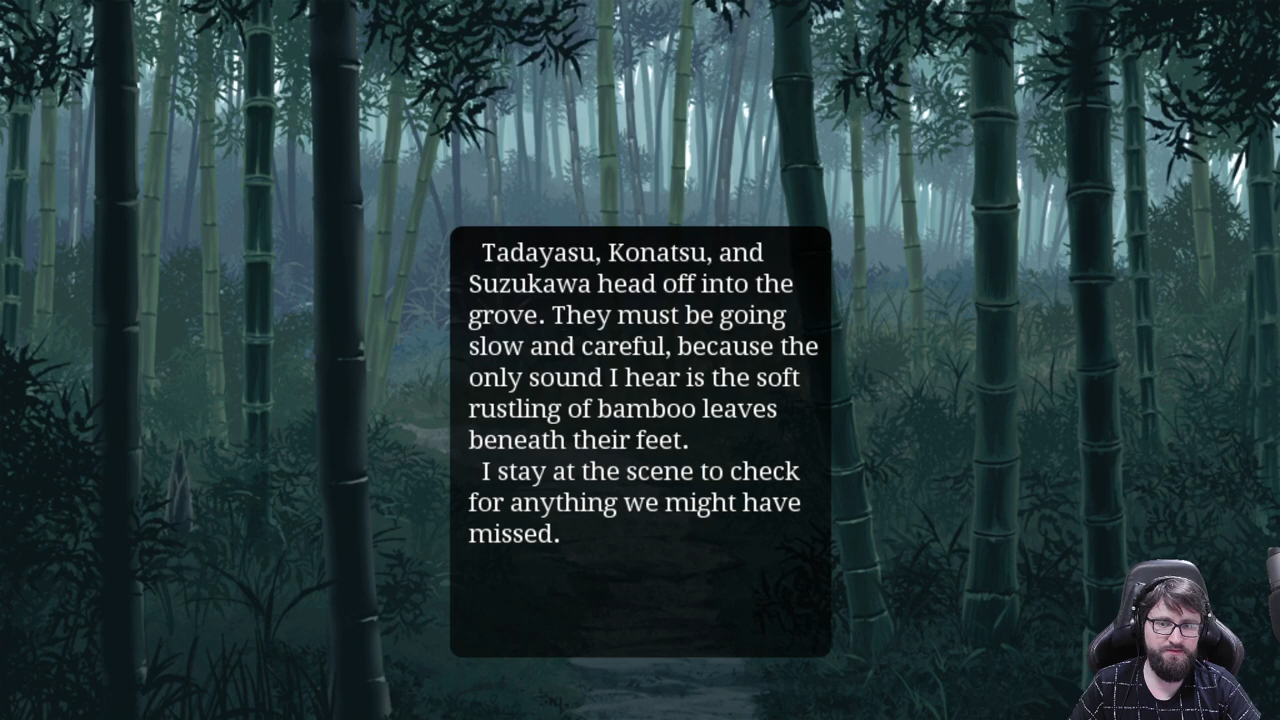 Tadayasu, Konatsu, and
Suzukawa head off into the
grove. They must be going
slow and careful, because the
only sound I hear is the soft
rustling of bamboo leaves
beneath their feet.
I stay at the scene to check
for anything we might have
missed.